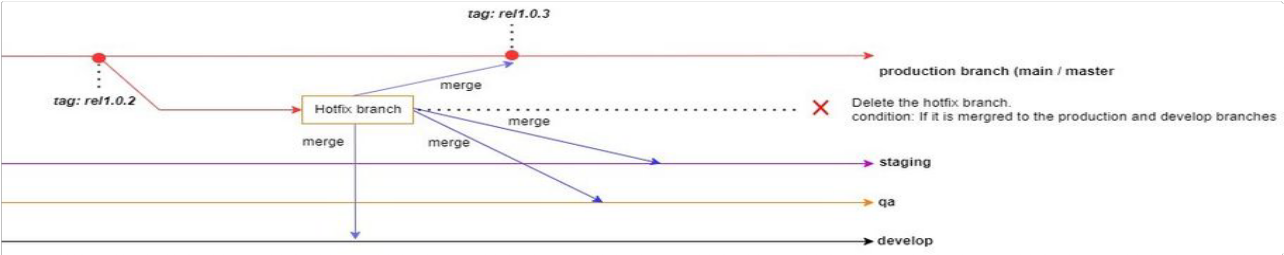 tag: rel1.0.3
production branch (main / master
merge
tag: rel1.0.2
Hotfix branch
Delete the hotfix branch.
condition: If it is mergred to the production and develop branches
merge
merge
merge
staging
qa
develop